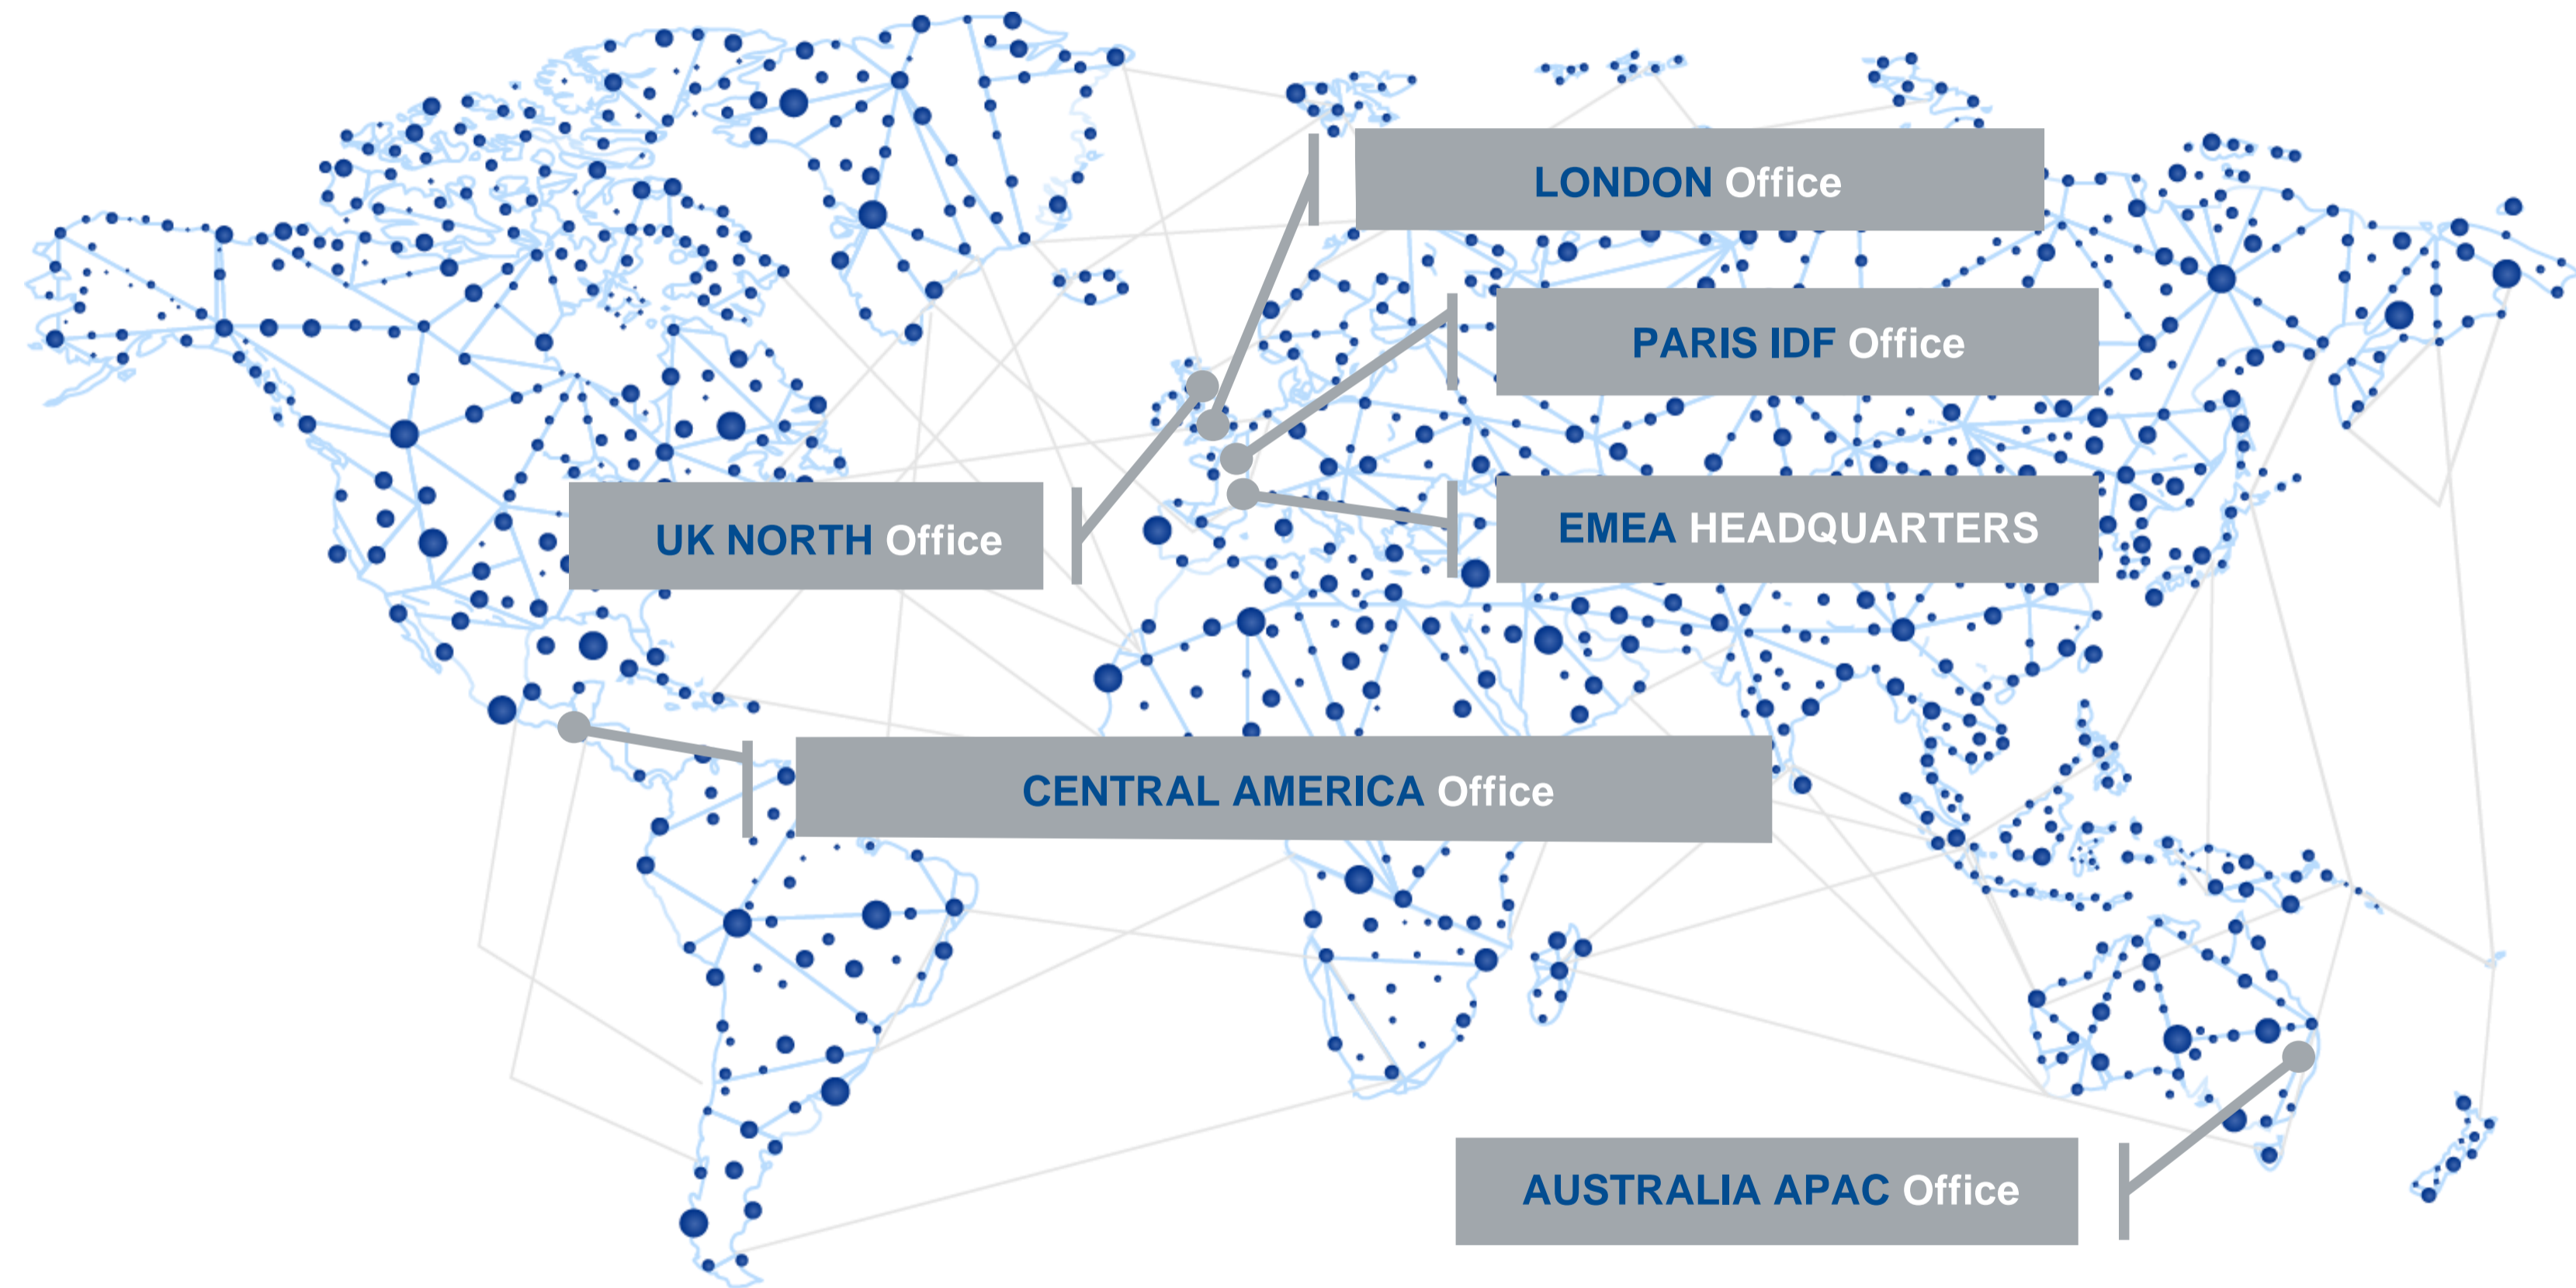 LONDON Office
PARIS IDF Office
EMEA HEADQUARTERS
UK NORTH Office
CENTRAL AMERICA Office
AUSTRALIA APAC Office